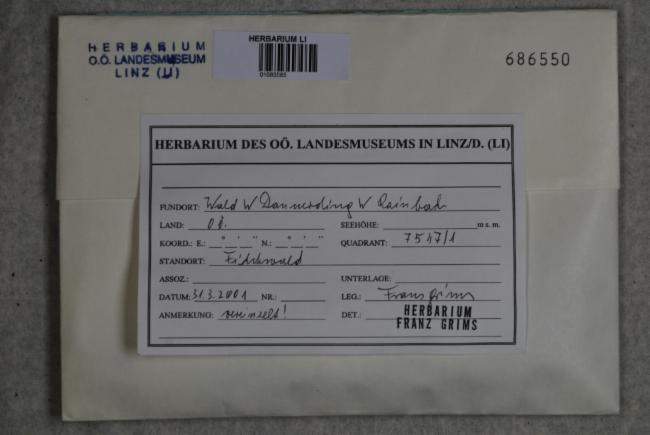 HERBARIUM
O.Ö. LANDESMUSEUM
LINZ (LI)
HERBARIUM LI
686550
HERBARIUM DES OÖ. LANDESMUSEUMS IN LINZ/D. (LI)
FUNDORT: Wald W Dannerding W Rainbach
LAND: OÖ. SEEHÖHE: m s. m.
KOORD.: E.: ° ' " N.: ° ' " QUADRANT: 7547/1
STANDORT:
ASSOZ.: UNTERLAGE:
DATUM: 31.3.2001 NR.: LEG.: Franz Grims
ANMERKUNG: vereinzelt! DET.: HERBARIUM
FRANZ GRIMS